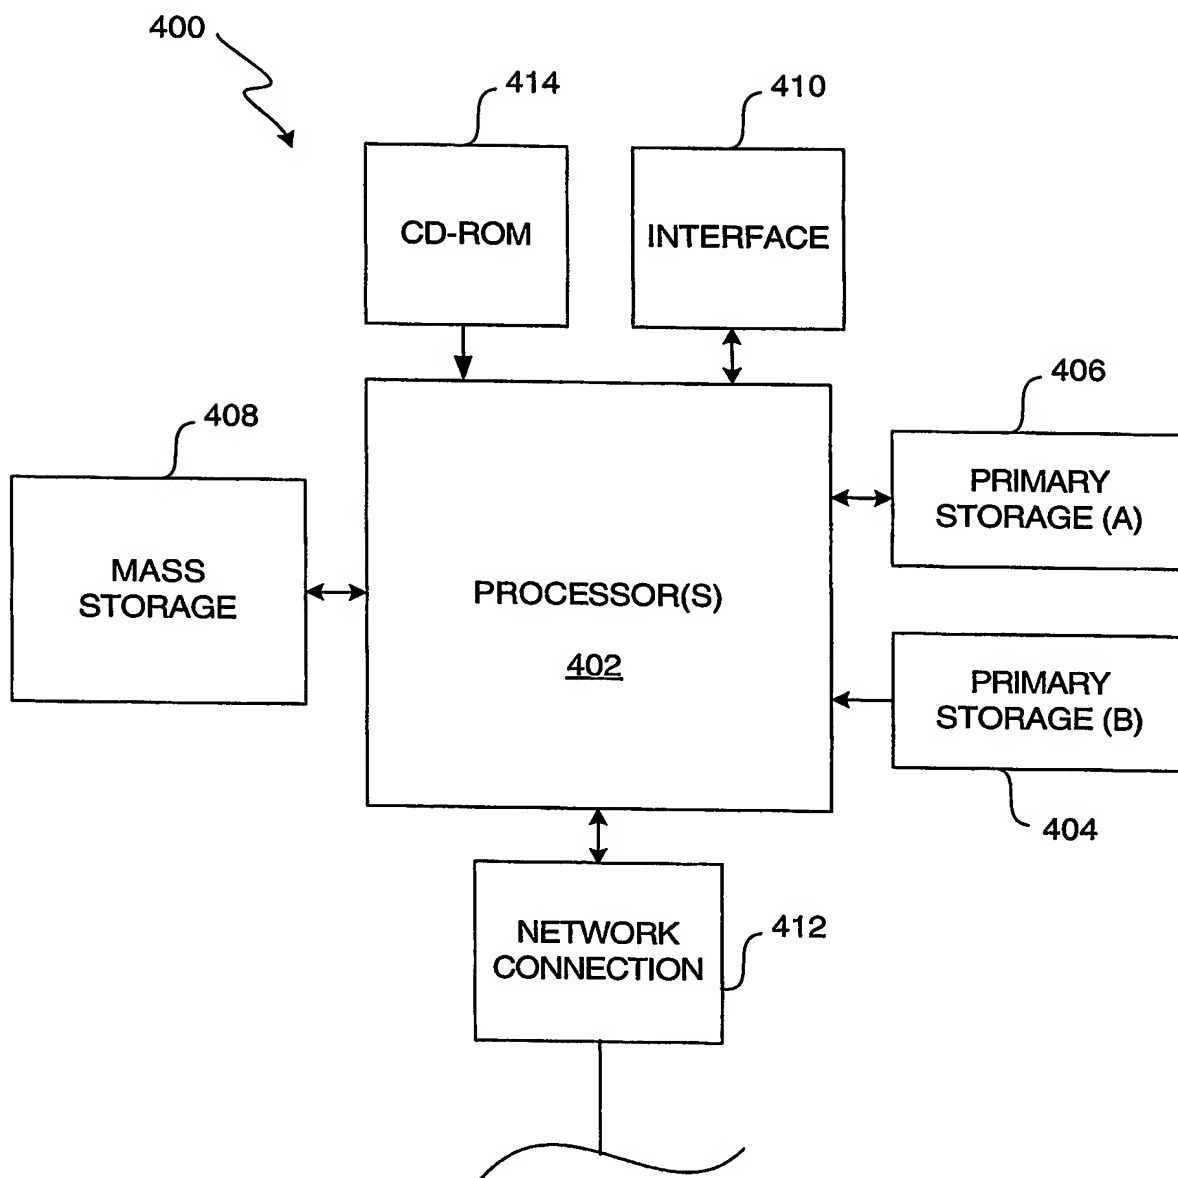 400
414
410
CD-ROM
INTERFACE
406
408
PRIMARY
STORAGE (A)
MASS
STORAGE
PROCESSOR(S)
402
PRIMARY
STORAGE (B)
404
NETWORK
CONNECTION
412